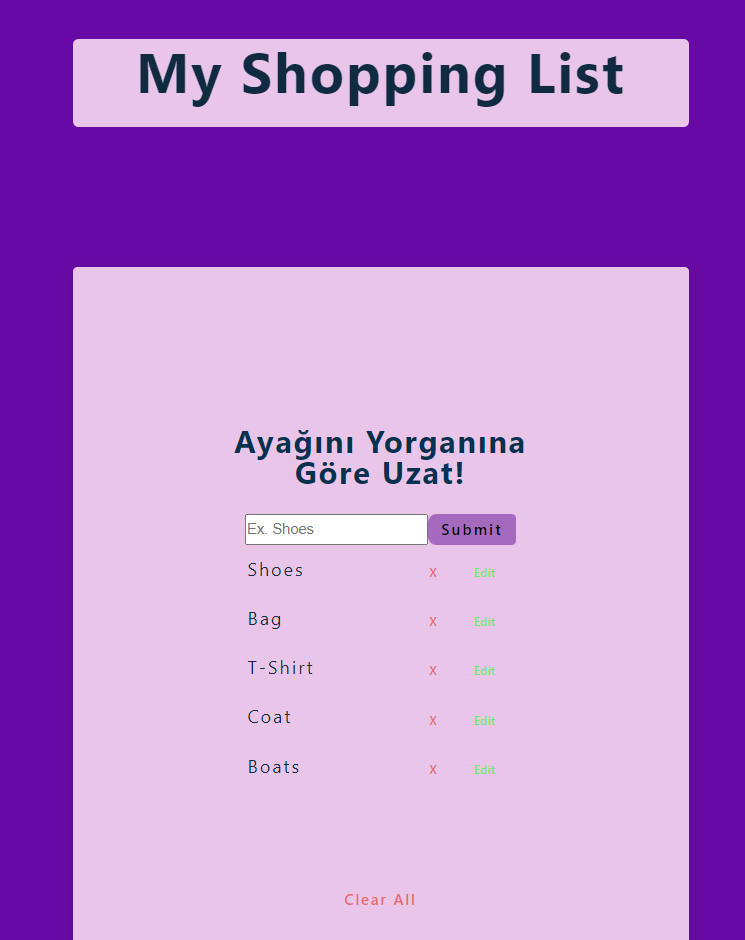 My Shopping List
Ayağını Yorganına
Göre Uzat!
Ex. Shoes Submit
Shoes X Edit
Bag X Edit
T-Shirt X Edit
Coat X Edit
Boats X Edit
Clear All